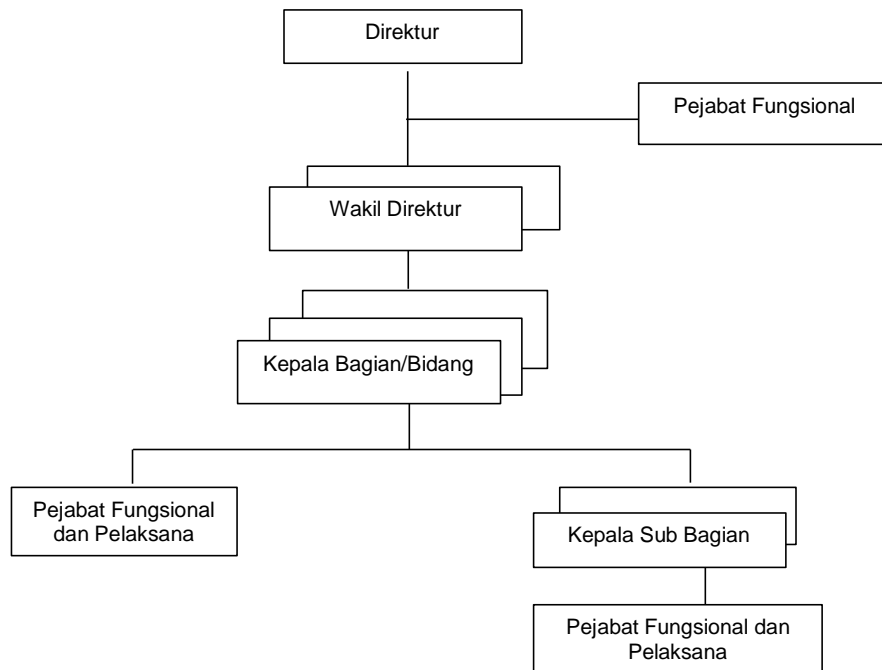 Direktur
Pejabat Fungsional
Wakil Direktur
Kepala Bagian/Bidang
Pejabat Fungsional
dan Pelaksana
Kepala Sub Bagian
Pejabat Fungsional dan
Pelaksana